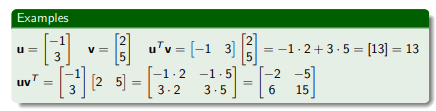 Examples
u = [−1 3] v = [2 5] uᵀv = [−1 3] [2 5] = −1 · 2 + 3 · 5 = [13] = 13
uvᵀ = [−1 3] [2 5] = [−1 · 2 −1 · 5 3 · 2 3 · 5] = [−2 −5 6 15]